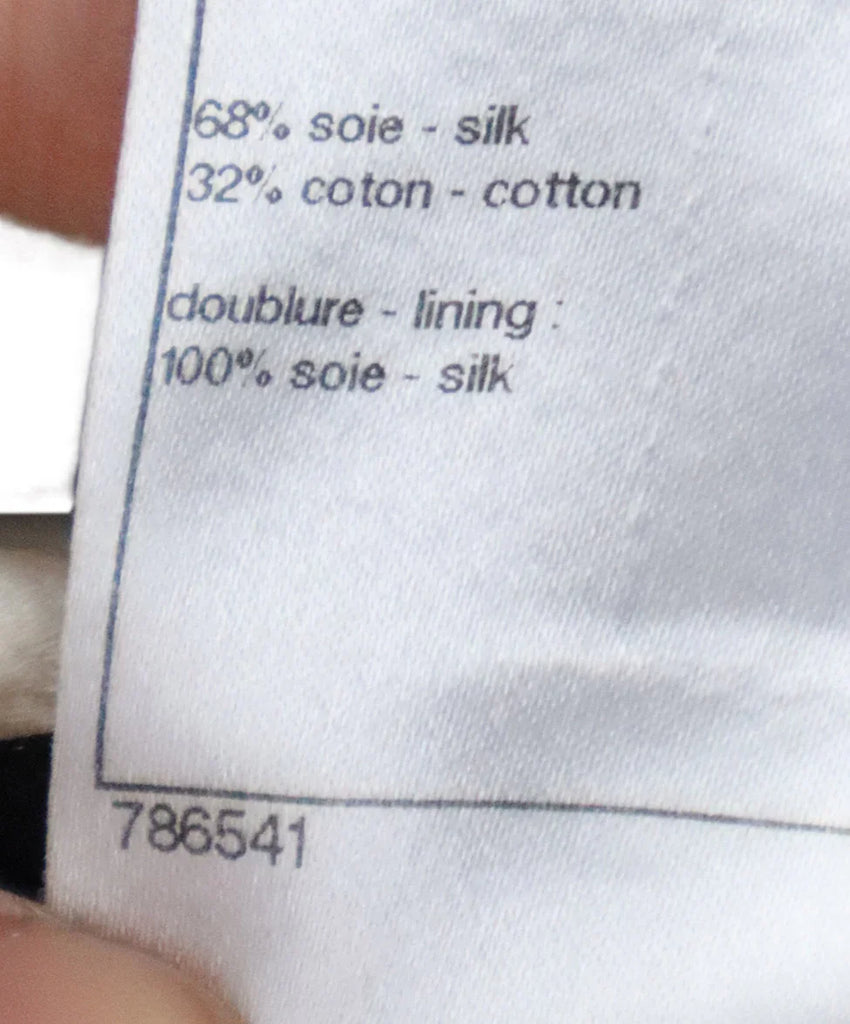 68% soie - silk
32% coton - cotton
doublure - lining :
100% soie - silk
786541